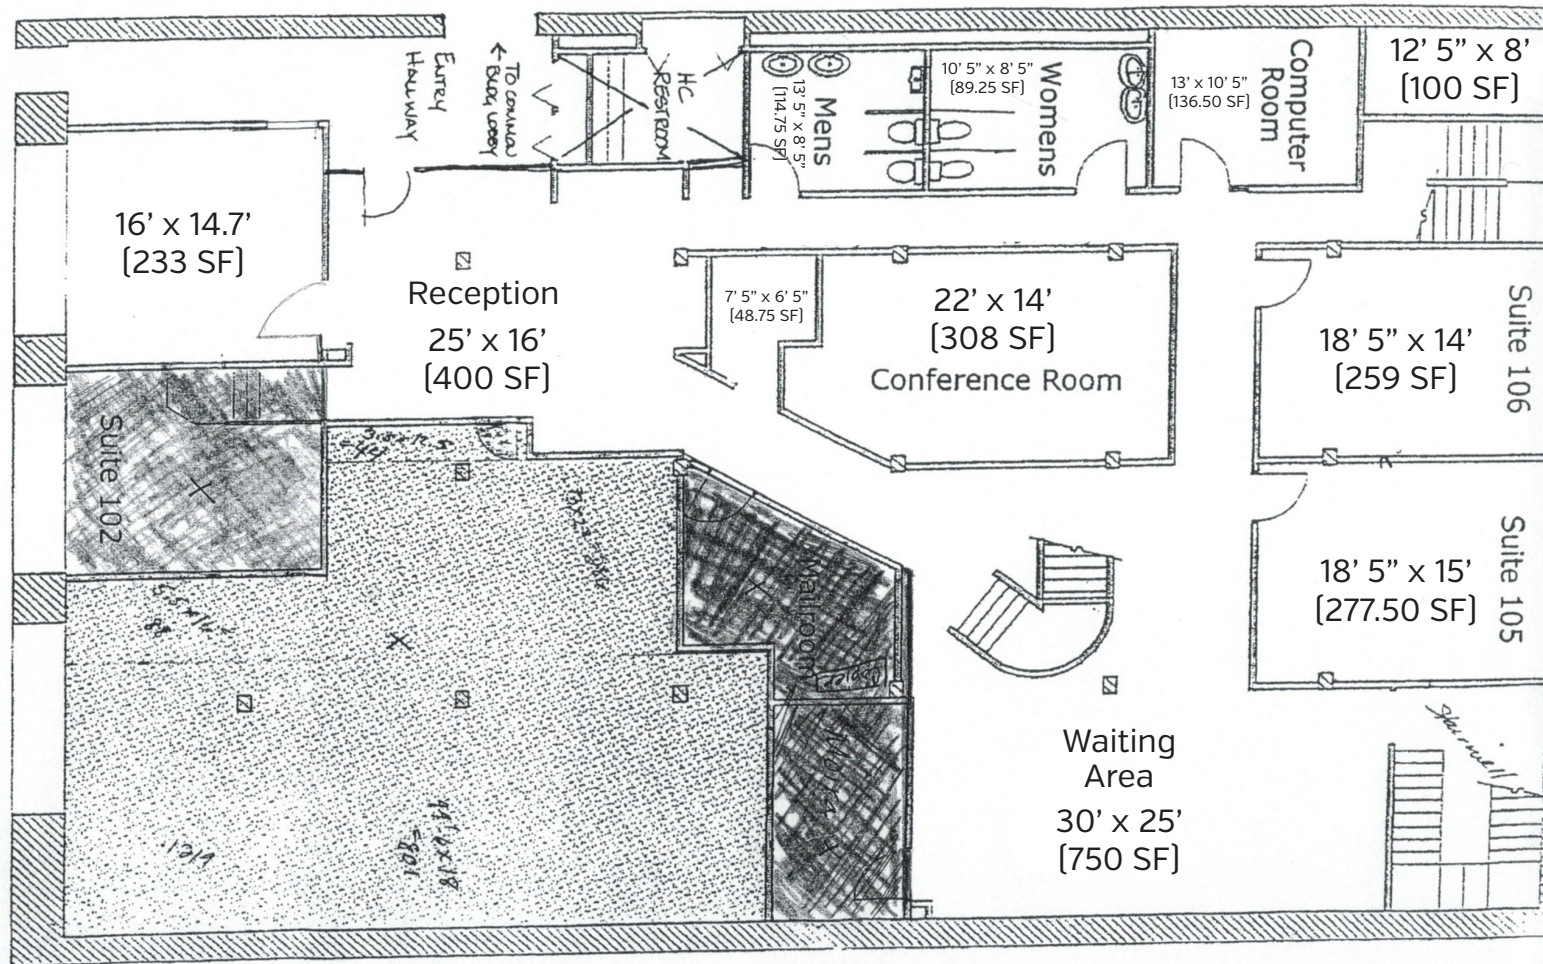 Entry
Hallway
← To common
Bldg lobby
HC
RESTROOM
Mens
13' 5" x 8' 5"
(114.75 SF)
10' 5" x 8' 5"
(89.25 SF)
Womens
13' x 10' 5"
(136.50 SF)
Computer
Room
12' 5” x 8'
(100 SF)
16’ x 14.7’
(233 SF)
Reception
25’ x 16’
(400 SF)
7' 5” x 6' 5”
(48.75 SF)
22’ x 14’
(308 SF)
Conference Room
18’ 5” x 14’
(259 SF)
Suite 106
Suite 102
Mailroom
18’ 5” x 15’
(277.50 SF)
Suite 105
Waiting
Area
30’ x 25’
(750 SF)
Stairwell